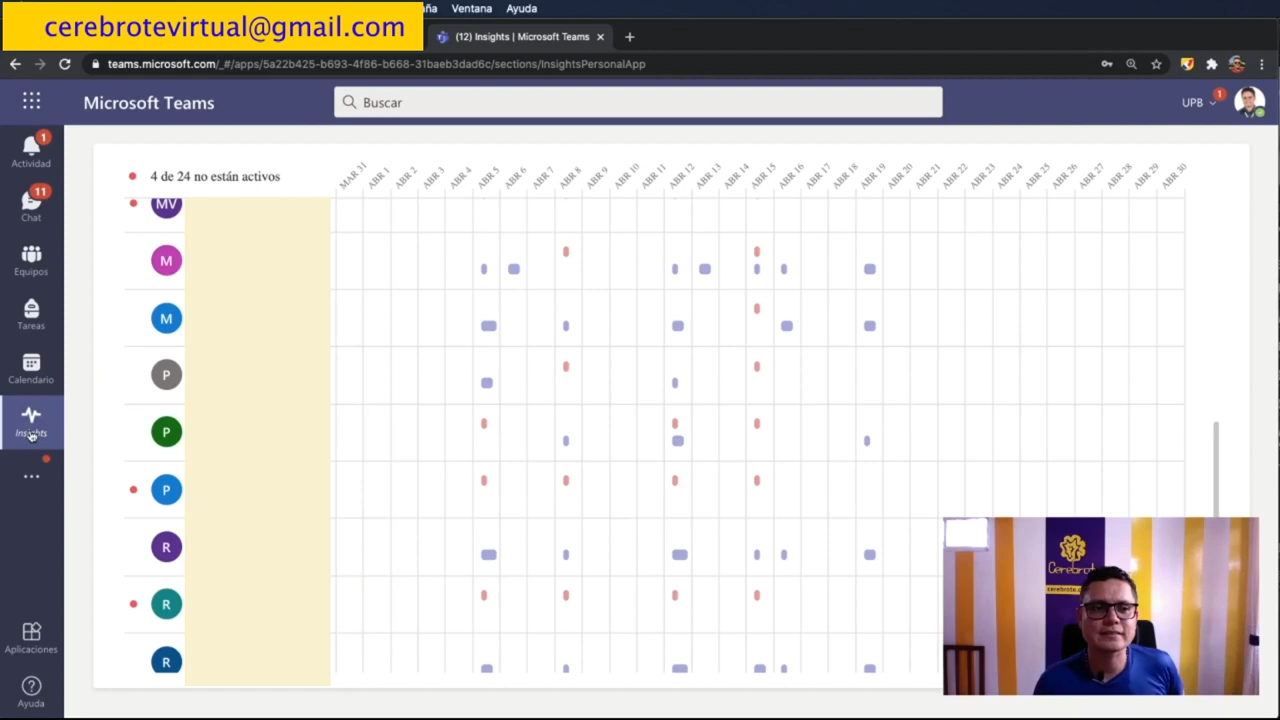 cerebrotevirtual@gmail.com
ña Ventana Ayuda
(12) Insights | Microsoft Teams
teams.microsoft.com/_#/apps/5a22b425-b693-4f86-b668-31baeb3dad6c/sections/InsightsPersonalApp
Microsoft Teams
Buscar
UPB
1
1
Actividad
11
Chat
Equipos
Tareas
Calendario
Insights
Aplicaciones
Ayuda
4 de 24 no están activos
MAR 31 ABR 1 ABR 2 ABR 3 ABR 4 ABR 5 ABR 6 ABR 7 ABR 8 ABR 9 ABR 10 ABR 11 ABR 12 ABR 13 ABR 14 ABR 15 ABR 16 ABR 17 ABR 18 ABR 19 ABR 20 ABR 21 ABR 22 ABR 23 ABR 24 ABR 25 ABR 26 ABR 27 ABR 28 ABR 29 ABR 30
MV
M
M
P
P
P
R
R
R
Cerebrot